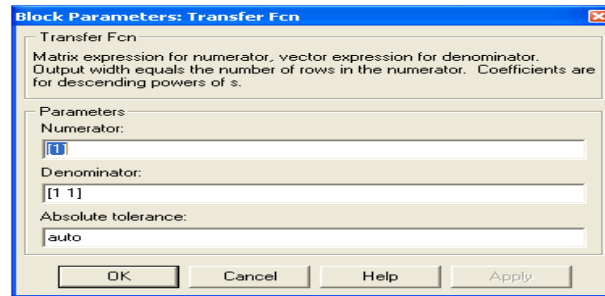 Block Parameters: Transfer Fcn
Transfer Fcn
Matrix expression for numerator, vector expression for denominator.
Output width equals the number of rows in the numerator. Coefficients are
for descending powers of s.
Parameters
Numerator:
[1]
Denominator:
[1 1]
Absolute tolerance:
auto
OK Cancel Help Apply